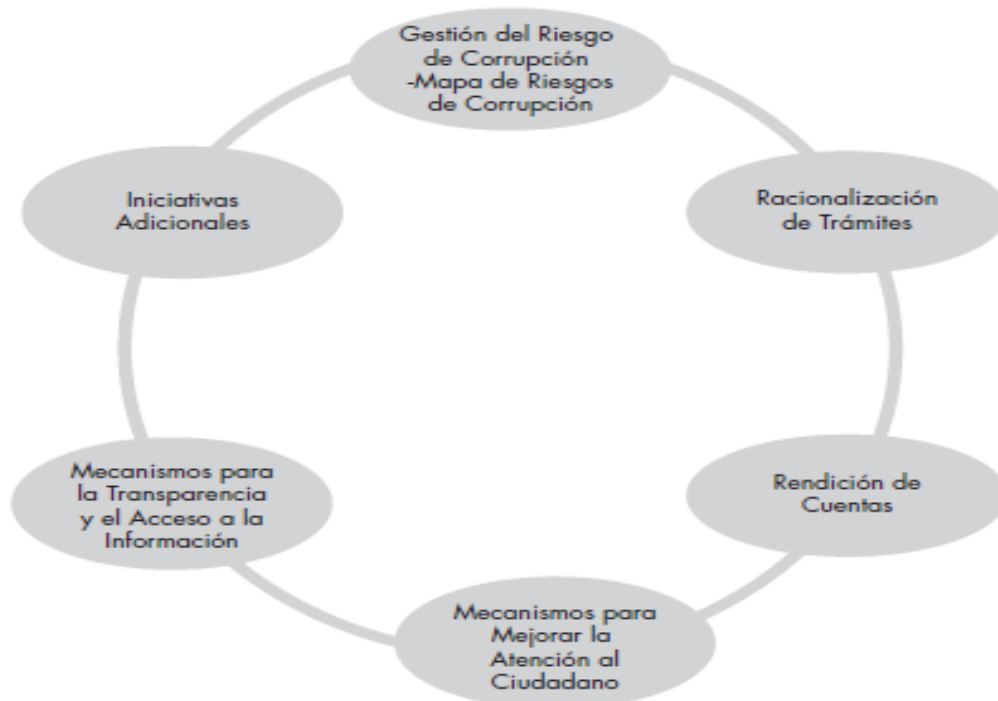 Gestión del Riesgo
de Corrupción
-Mapa de Riesgos
de Corrupción
Racionalización
de Trámites
Rendición de
Cuentas
Mecanismos para
Mejorar la
Atención al
Ciudadano
Mecanismos para
la Transparencia
y el Acceso a la
Información
Iniciativas
Adicionales